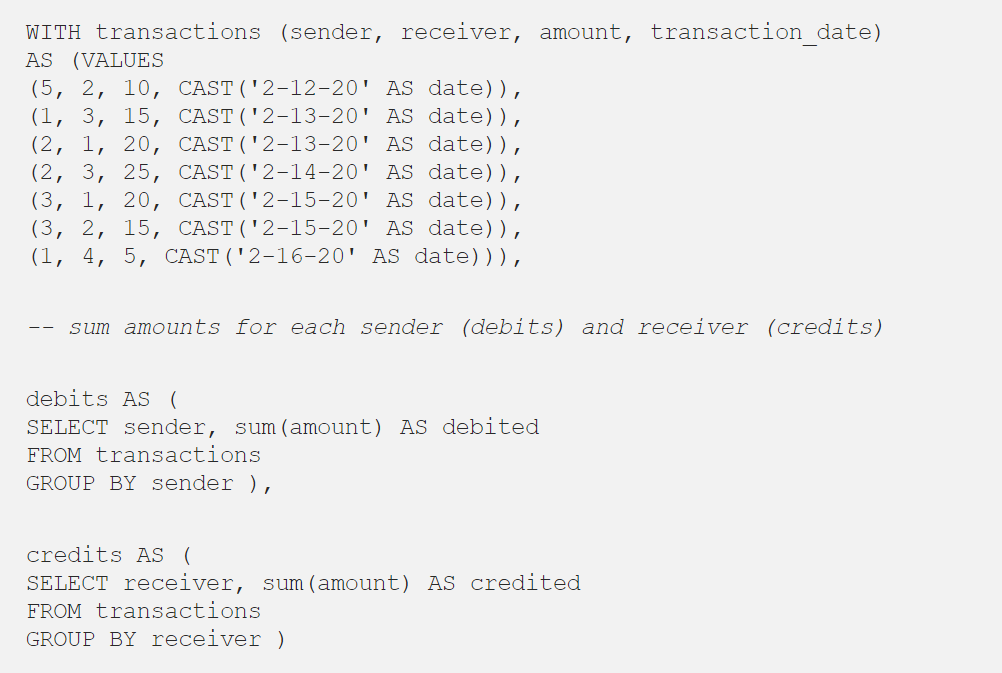 WITH transactions (sender, receiver, amount, transaction_date)
AS (VALUES
(5, 2, 10, CAST('2-12-20' AS date)),
(1, 3, 15, CAST('2-13-20' AS date)),
(2, 1, 20, CAST('2-13-20' AS date)),
(2, 3, 25, CAST('2-14-20' AS date)),
(3, 1, 20, CAST('2-15-20' AS date)),
(3, 2, 15, CAST('2-15-20' AS date)),
(1, 4, 5, CAST('2-16-20' AS date))),
-- sum amounts for each sender (debits) and receiver (credits)
debits AS (
SELECT sender, sum(amount) AS debited
FROM transactions
GROUP BY sender ),
credits AS (
SELECT receiver, sum(amount) AS credited
FROM transactions
GROUP BY receiver )